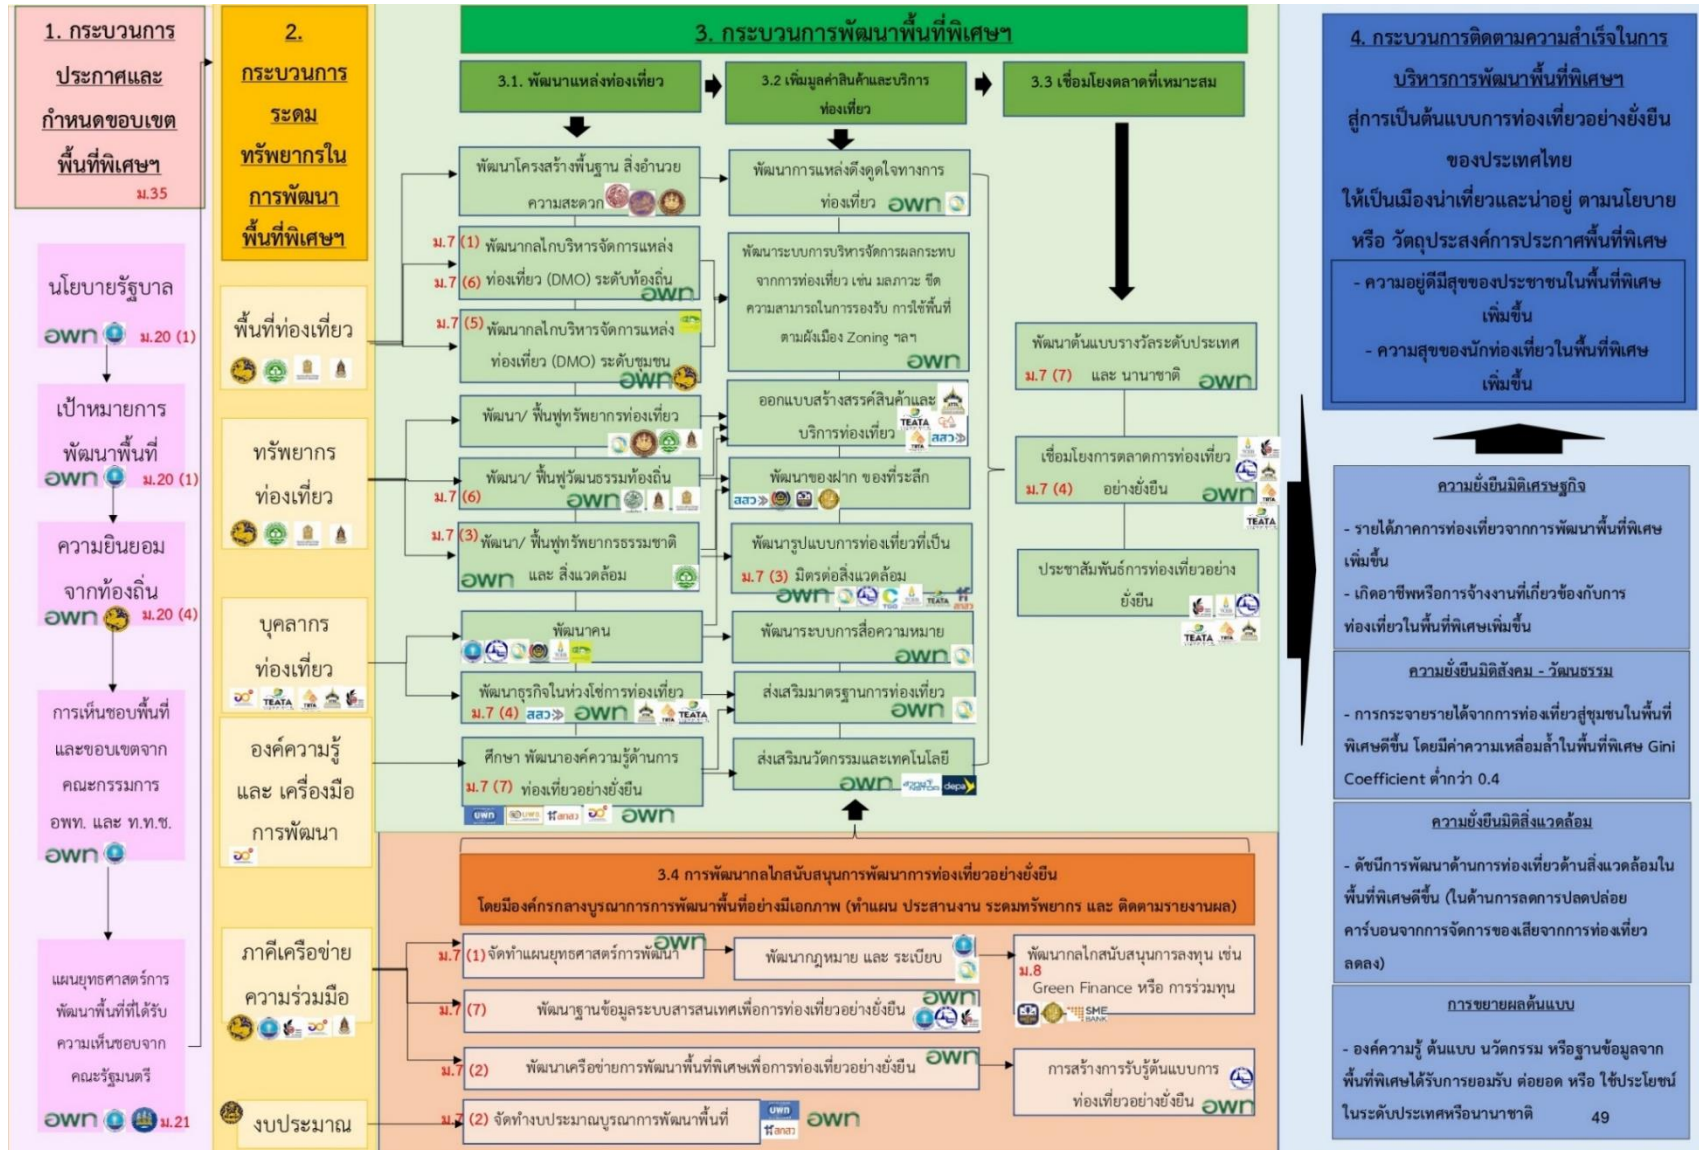 1. กระบวนการ
ประกาศและ
กำหนดขอบเขต
พื้นที่พิเศษฯ
ม.35
นโยบายรัฐบาล
อพท ม.20 (1)
เป้าหมายการ
พัฒนาพื้นที่
อพท ม.20 (1)
ความยินยอม
จากท้องถิ่น
อพท ม.20 (4)
การเห็นชอบพื้นที่
และขอบเขตจาก
คณะกรรมการ
อพท. และ ท.ท.ช.
อพท
แผนยุทธศาสตร์การ
พัฒนาพื้นที่ที่ได้รับ
ความเห็นชอบจาก
คณะรัฐมนตรี
อพท ม.21
2.
กระบวนการ
ระดม
ทรัพยากรใน
การพัฒนา
พื้นที่พิเศษฯ
พื้นที่ท่องเที่ยว
ทรัพยากร
ท่องเที่ยว
บุคลากร
ท่องเที่ยว
TEATA
องค์ความรู้
และ เครื่องมือ
การพัฒนา
ภาคีเครือข่าย
ความร่วมมือ
งบประมาณ
3. กระบวนการพัฒนาพื้นที่พิเศษฯ
3.1. พัฒนาแหล่งท่องเที่ยว
พัฒนาโครงสร้างพื้นฐาน สิ่งอำนวย
ความสะดวก
ม.7 (1) พัฒนากลไกบริหารจัดการแหล่ง
ม.7 (6) ท่องเที่ยว (DMO) ระดับท้องถิ่น
อพท
ม.7 (5) พัฒนากลไกบริหารจัดการแหล่ง
ท่องเที่ยว (DMO) ระดับชุมชน
อพท
พัฒนา/ ฟื้นฟูทรัพยากรท่องเที่ยว
พัฒนา/ ฟื้นฟูวัฒนธรรมท้องถิ่น
ม.7 (6) อพท
ม.7 (3) พัฒนา/ ฟื้นฟูทรัพยากรธรรมชาติ
อพท และ สิ่งแวดล้อม
พัฒนาคน
พัฒนาธุรกิจในห่วงโซ่การท่องเที่ยว
ม.7 (4) สสว อพท TEATA
ศึกษา พัฒนาองค์ความรู้ด้านการ
ม.7 (7) ท่องเที่ยวอย่างยั่งยืน
อพท
3.2 เพิ่มมูลค่าสินค้าและบริการ
ท่องเที่ยว
พัฒนาการแหล่งดึงดูดใจทางการ
ท่องเที่ยว อพท
พัฒนาระบบการบริหารจัดการผลกระทบ
จากการท่องเที่ยว เช่น มลภาวะ ขีด
ความสามารถในการรองรับ การใช้พื้นที่
ตามผังเมือง Zoning ฯลฯ
อพท
ออกแบบสร้างสรรค์สินค้าและ
บริการท่องเที่ยว TEATA สสว
พัฒนาของฝาก ของที่ระลึก
สสว
พัฒนารูปแบบการท่องเที่ยวที่เป็น
ม.7 (3) มิตรต่อสิ่งแวดล้อม
อพท TEATA สกสว
พัฒนาระบบการสื่อความหมาย
อพท
ส่งเสริมมาตรฐานการท่องเที่ยว
อพท
ส่งเสริมนวัตกรรมและเทคโนโลยี
อพท สวทช NSTDA depa
3.3 เชื่อมโยงตลาดที่เหมาะสม
พัฒนาต้นแบบรางวัลระดับประเทศ
ม.7 (7) และ นานาชาติ อพท
เชื่อมโยงการตลาดการท่องเที่ยว
ม.7 (4) อย่างยั่งยืน อพท
TEATA
ประชาสัมพันธ์การท่องเที่ยวอย่าง
ยั่งยืน
TEATA
3.4 การพัฒนากลไกสนับสนุนการพัฒนาการท่องเที่ยวอย่างยั่งยืน
โดยมีองค์กรกลางบูรณาการการพัฒนาพื้นที่อย่างมีเอกภาพ (ทำแผน ประสานงาน ระดมทรัพยากร และ ติดตามรายงานผล)
อพท
ม.7 (1) จัดทำแผนยุทธศาสตร์การพัฒนา
พัฒนากฎหมาย และ ระเบียบ
พัฒนากลไกสนับสนุนการลงทุน เช่น
ม.8
Green Finance หรือ การร่วมทุน
SME BANK
ม.7 (7) พัฒนาฐานข้อมูลระบบสารสนเทศเพื่อการท่องเที่ยวอย่างยั่งยืน อพท
ม.7 (2) พัฒนาเครือข่ายการพัฒนาพื้นที่พิเศษเพื่อการท่องเที่ยวอย่างยั่งยืน อพท
การสร้างการรับรู้ต้นแบบการ
ท่องเที่ยวอย่างยั่งยืน อพท
ม.7 (2) จัดทำงบประมาณบูรณาการพัฒนาพื้นที่ อพท
4. กระบวนการติดตามความสำเร็จในการ
บริหารการพัฒนาพื้นที่พิเศษฯ
สู่การเป็นต้นแบบการท่องเที่ยวอย่างยั่งยืน
ของประเทศไทย
ให้เป็นเมืองน่าเที่ยวและน่าอยู่ ตามนโยบาย
หรือ วัตถุประสงค์การประกาศพื้นที่พิเศษ
- ความอยู่ดีมีสุขของประชาชนในพื้นที่พิเศษ
เพิ่มขึ้น
- ความสุขของนักท่องเที่ยวในพื้นที่พิเศษ
เพิ่มขึ้น
ความยั่งยืนมิติเศรษฐกิจ
- รายได้ภาคการท่องเที่ยวจากการพัฒนาพื้นที่พิเศษ
เพิ่มขึ้น
- เกิดอาชีพหรือการจ้างงานที่เกี่ยวข้องกับการ
ท่องเที่ยวในพื้นที่พิเศษเพิ่มขึ้น
ความยั่งยืนมิติสังคม - วัฒนธรรม
- การกระจายรายได้จากการท่องเที่ยวสู่ชุมชนในพื้นที่
พิเศษดีขึ้น โดยมีค่าความเหลื่อมล้ำในพื้นที่พิเศษ Gini
Coefficient ต่ำกว่า 0.4
ความยั่งยืนมิติสิ่งแวดล้อม
- ดัชนีการพัฒนาด้านการท่องเที่ยวด้านสิ่งแวดล้อมใน
พื้นที่พิเศษดีขึ้น (ในด้านการลดการปลดปล่อย
คาร์บอนจากการจัดการของเสียจากการท่องเที่ยว
ลดลง)
การขยายผลต้นแบบ
- องค์ความรู้ ต้นแบบ นวัตกรรม หรือฐานข้อมูลจาก
พื้นที่พิเศษได้รับการยอมรับ ต่อยอด หรือ ใช้ประโยชน์
ในระดับประเทศหรือนานาชาติ 49